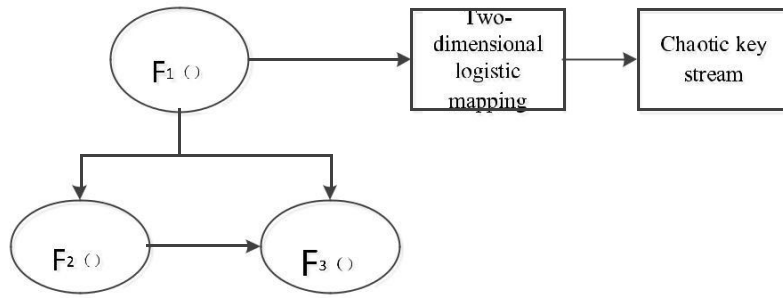 F1 ()
Two-
dimensional
logistic
mapping
Chaotic key
stream
F2 ()
F3 ()